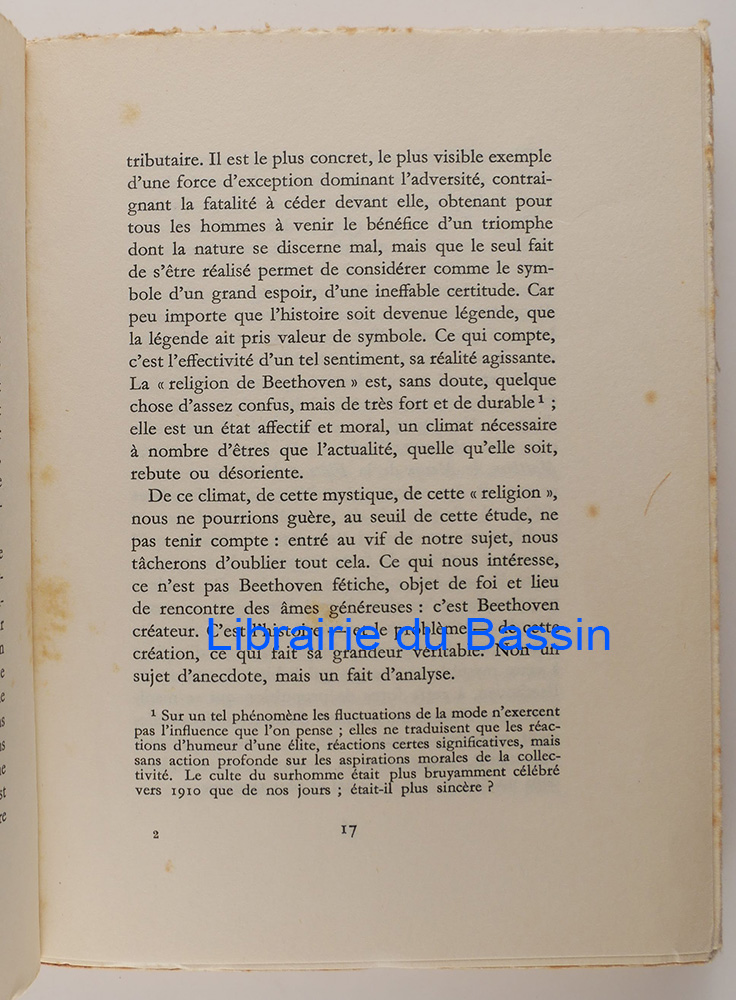 tributaire. Il est le plus concret, le plus visible exemple
d'une force d'exception dominant l'adversité, contrai-
gnant la fatalité à céder devant elle, obtenant pour
tous les hommes à venir le bénéfice d'un triomphe
dont la nature se discerne mal, mais que le seul fait
de s'être réalisé permet de considérer comme le sym-
bole d'un grand espoir, d'une ineffable certitude. Car
peu importe que l'histoire soit devenue légende, que
la légende ait pris valeur de symbole. Ce qui compte,
c'est l'effectivité d'un tel sentiment, sa réalité agissante.
La « religion de Beethoven » est, sans doute, quelque
chose d'assez confus, mais de très fort et de durable¹ ;
elle est un état affectif et moral, un climat nécessaire
à nombre d'êtres que l'actualité, quelle qu'elle soit,
rebute ou désoriente.
De ce climat, de cette mystique, de cette « religion »,
nous ne pourrions guère, au seuil de cette étude, ne
pas tenir compte : entré au vif de notre sujet, nous
tâcherons d'oublier tout cela. Ce qui nous intéresse,
ce n'est pas Beethoven fétiche, objet de foi et lieu
de rencontre des âmes généreuses : c'est Beethoven
créateur. C'est l'histoire et le problème de cette
création, ce qui fait sa grandeur véritable. Non un
sujet d'anecdote, mais un fait d'analyse.
Librairie du Bassin
¹ Sur un tel phénomène les fluctuations de la mode n'exercent
pas l'influence que l'on pense ; elles ne traduisent que les réac-
tions d'humeur d'une élite, réactions certes significatives, mais
sans action profonde sur les aspirations morales de la collec-
tivité. Le culte du surhomme était plus bruyamment célébré
vers 1910 que de nos jours ; était-il plus sincère ?
2
17